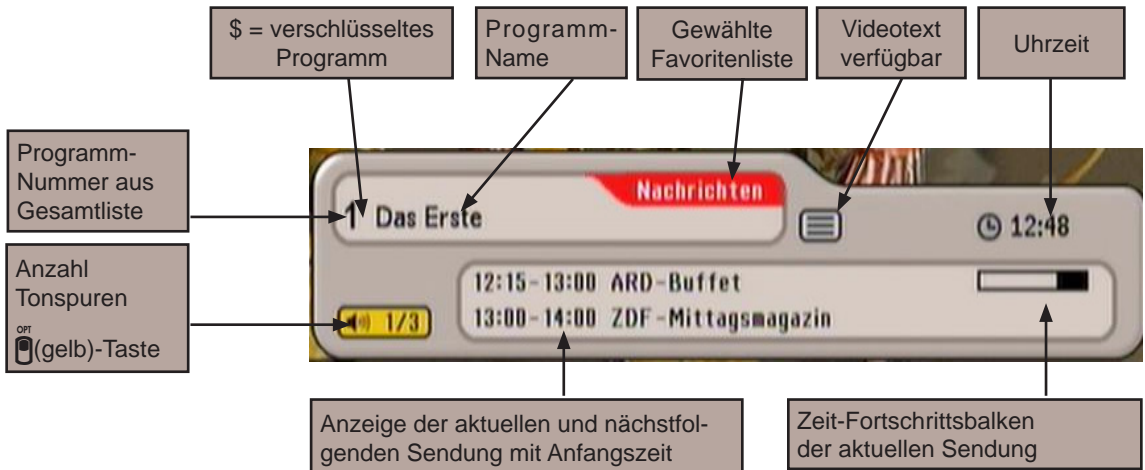 $ = verschlüsseltes
Programm
Programm-
Name
Gewählte
Favoritenliste
Videotext
verfügbar
Uhrzeit
Programm-
Nummer aus
Gesamtliste
Nachrichten
1 Das Erste
12:48
Anzahl
Tonspuren
OPT
(gelb)-Taste
12:15-13:00 ARD-Buffet
1/3
13:00-14:00 ZDF-Mittagsmagazin
Anzeige der aktuellen und nächstfol-
genden Sendung mit Anfangszeit
Zeit-Fortschrittsbalken
der aktuellen Sendung